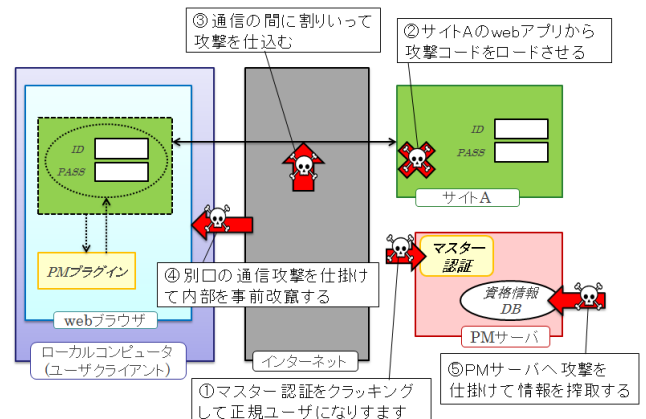 ③通信の間に割りいって
攻撃を仕込む
②サイトAのwebアプリから
攻撃コードをロードさせる
ID
PASS
ID
PASS
サイトA
PMプラグイン
webブラウザ
ローカルコンピュータ
(ユーザクライアント)
④別口の通信攻撃を仕掛け
て内部を事前改竄する
インターネット
マスター
認証
資格情報
DB
PMサーバ
①マスター認証をクラッキング
して正規ユーザになりすます
⑤PMサーバへ攻撃を
仕掛けて情報を搾取する